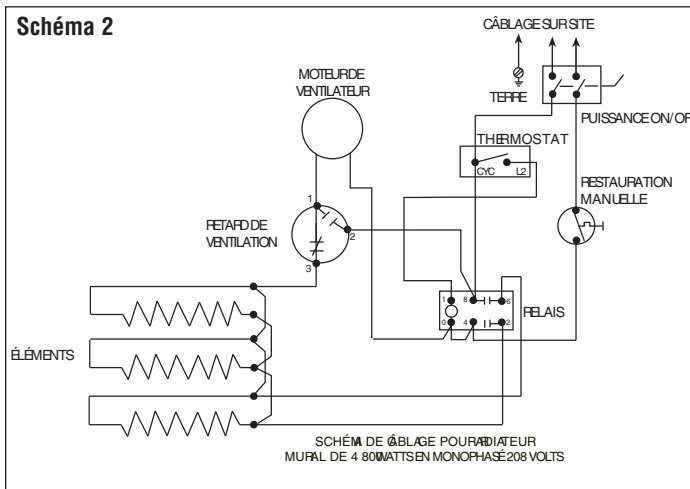 Schéma 2
CÂBLAGE SUR SITE
MOTEUR DE
VENTILATEUR
TERRE
PUISSANCE ON/OF
THERMOSTAT
CYC L2
RESTAURATION
MANUELLE
1
RETARD DE
VENTILATION
2
3
1 8 6
RELAIS
0 4 2
ÉLÉMENTS
SCHÉMA DE CÂBLAGE POUR RADIATEUR
MURAL DE 4 800 WATTS EN MONOPHASÉ 208 VOLTS